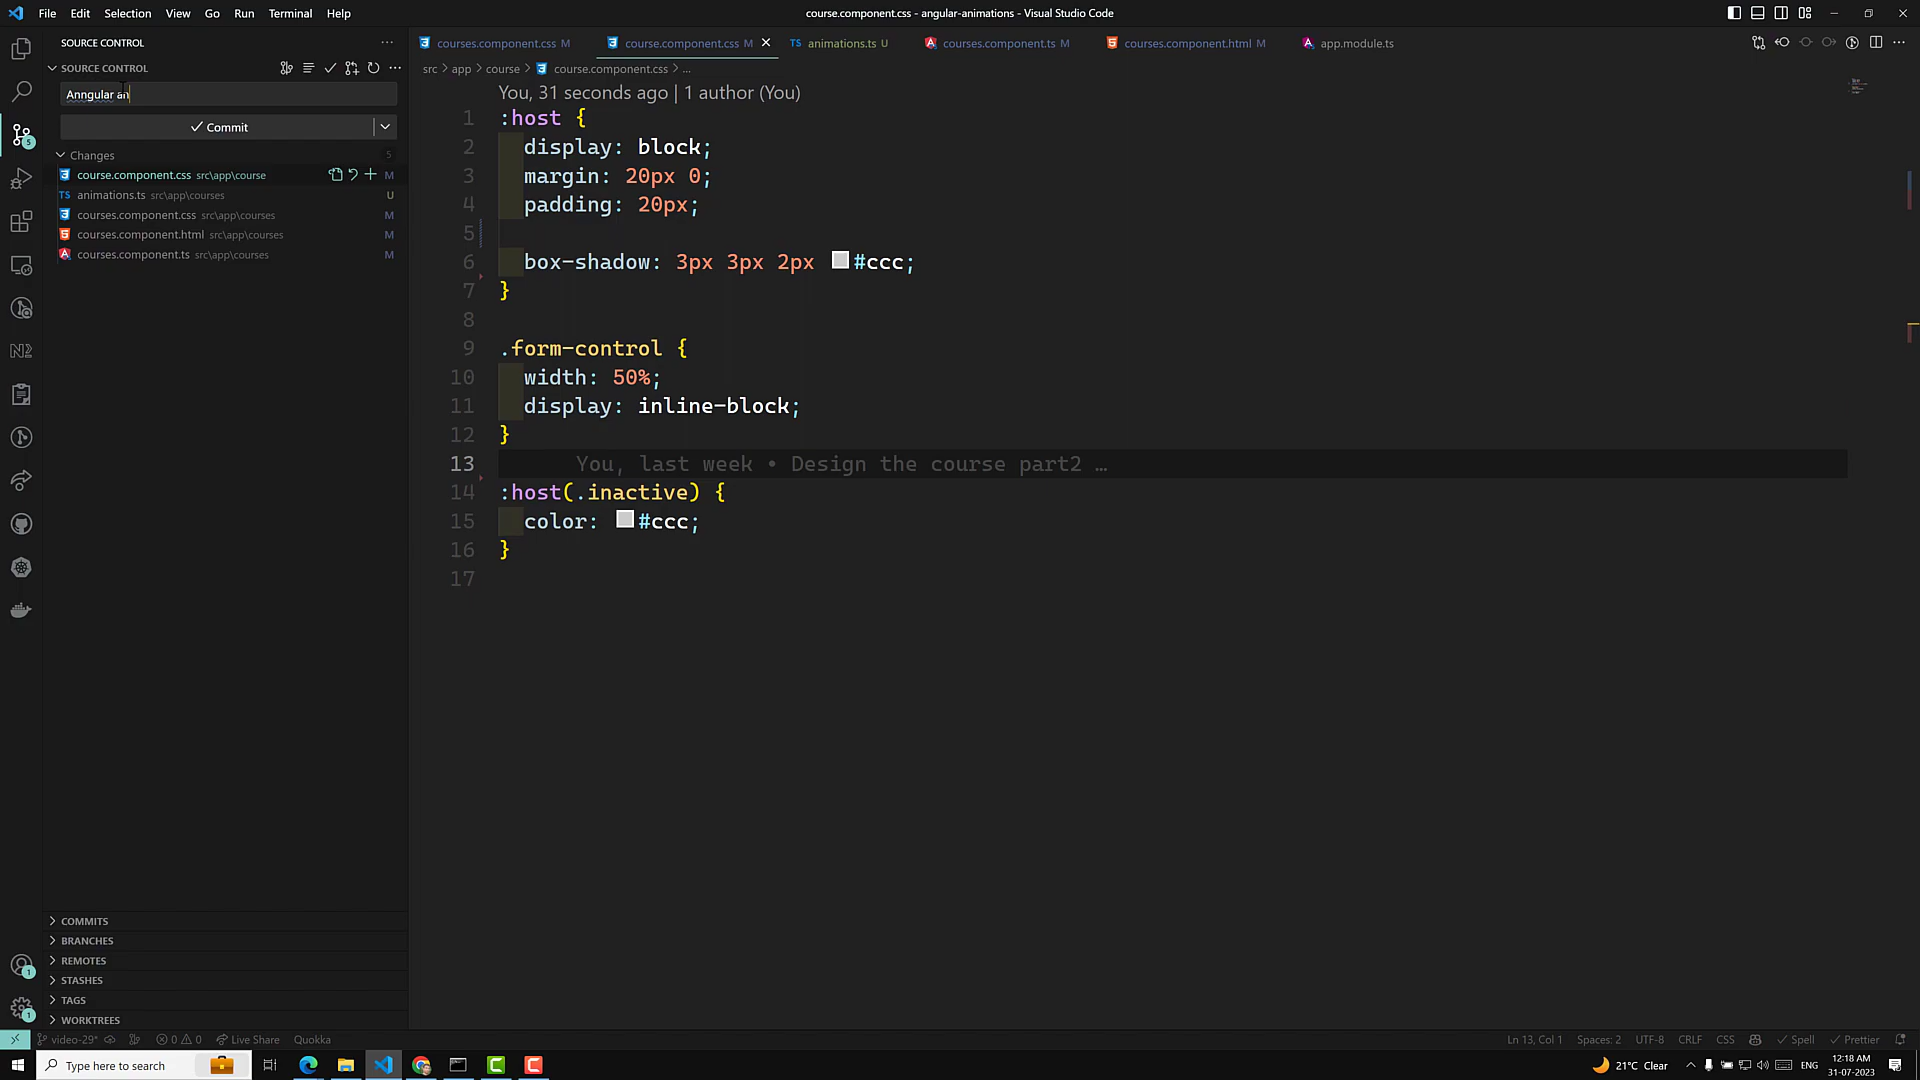 File Edit Selection View Go Run Terminal Help
course.component.css - angular-animations - Visual Studio Code
SOURCE CONTROL
SOURCE CONTROL
Anngular an
Commit
Changes 5
course.component.css src\app\course M
animations.ts src\app\courses U
courses.component.css src\app\courses M
courses.component.html src\app\courses M
courses.component.ts src\app\courses M
COMMITS
BRANCHES
REMOTES
STASHES
TAGS
WORKTREES
courses.component.css M course.component.css M animations.ts U courses.component.ts M courses.component.html M app.module.ts
src > app > course > course.component.css > ...
You, 31 seconds ago | 1 author (You)
1 :host {
2 display: block;
3 margin: 20px 0;
4 padding: 20px;
5
6 box-shadow: 3px 3px 2px #ccc;
7 }
8
9 .form-control {
10 width: 50%;
11 display: inline-block;
12 }
13 You, last week • Design the course part2 …
14 :host(.inactive) {
15 color: #ccc;
16 }
17
5
N2
1
1
video-29* 0 0 Live Share Quokka
Ln 13, Col 1 Spaces: 2 UTF-8 CRLF CSS Spell Prettier
Type here to search
21°C Clear ENG
12:18 AM
31-07-2023